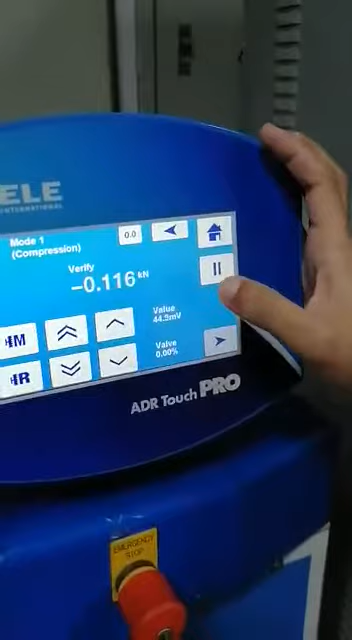 ELE
INTERNATIONAL
Mode 1
(Compression)
0.0
Verify
-0.116 kN
HM
HR
Value
44.5mV
Valve
0.00%
ADR Touch PRO
EMERGENCY
STOP